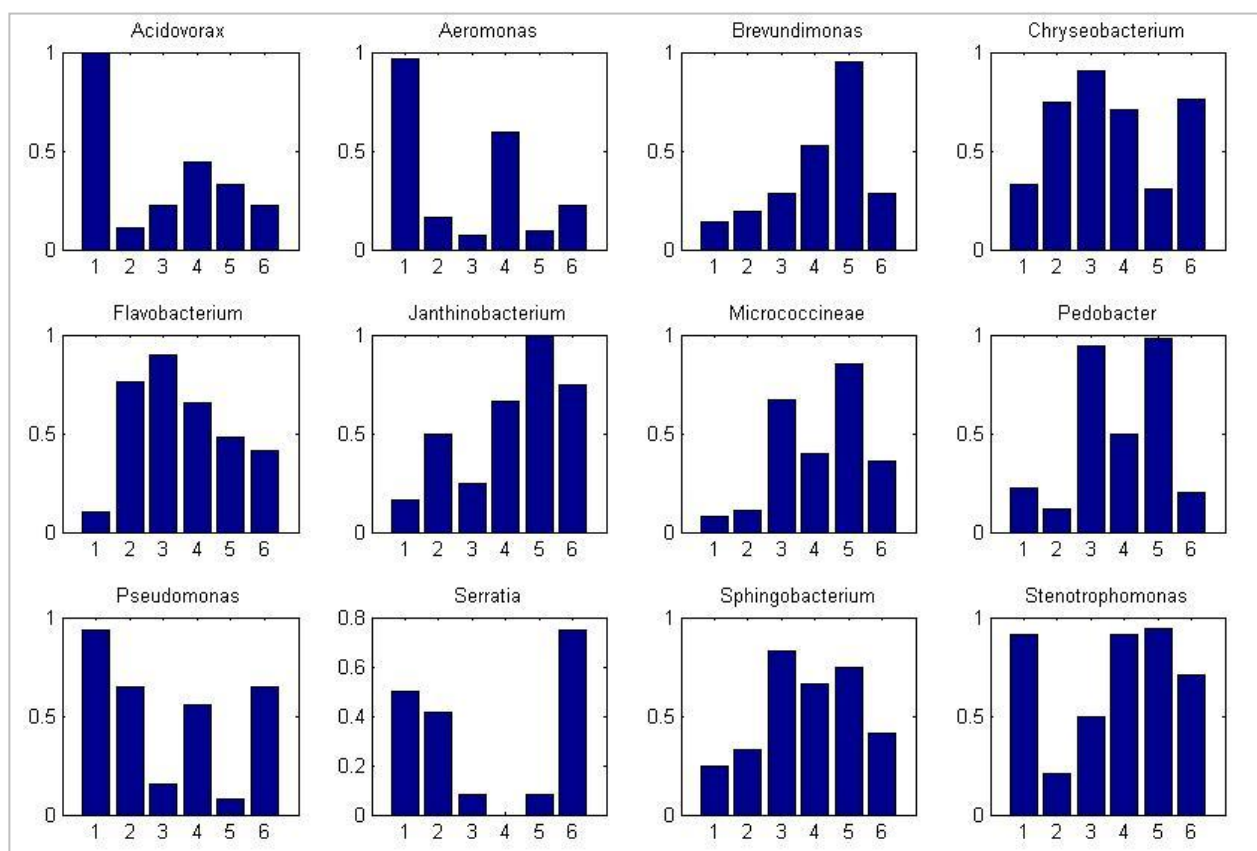 Acidovorax Aeromonas Brevundimonas Chryseobacterium
1 1 1 1
0.5 0.5 0.5 0.5
0 0 0 0
1 2 3 4 5 6 1 2 3 4 5 6 1 2 3 4 5 6 1 2 3 4 5 6
Flavobacterium Janthinobacterium Micrococcineae Pedobacter
1 1 1 1
0.5 0.5 0.5 0.5
0 0 0 0
1 2 3 4 5 6 1 2 3 4 5 6 1 2 3 4 5 6 1 2 3 4 5 6
Pseudomonas Serratia Sphingobacterium Stenotrophomonas
1 0.8 1 1
0.6
0.5 0.5 0.5
0.4
0.2
0 0 0 0
1 2 3 4 5 6 1 2 3 4 5 6 1 2 3 4 5 6 1 2 3 4 5 6